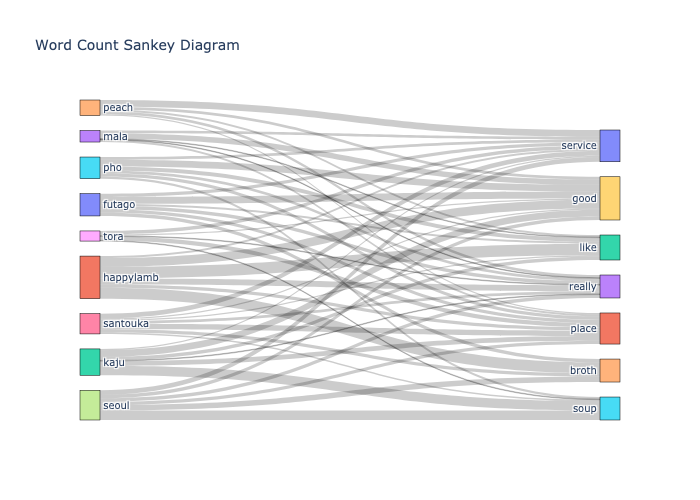 Word Count Sankey Diagram
peach
mala
pho
futago
tora
happylamb
santouka
kaju
seoul
service
good
like
really
place
broth
soup